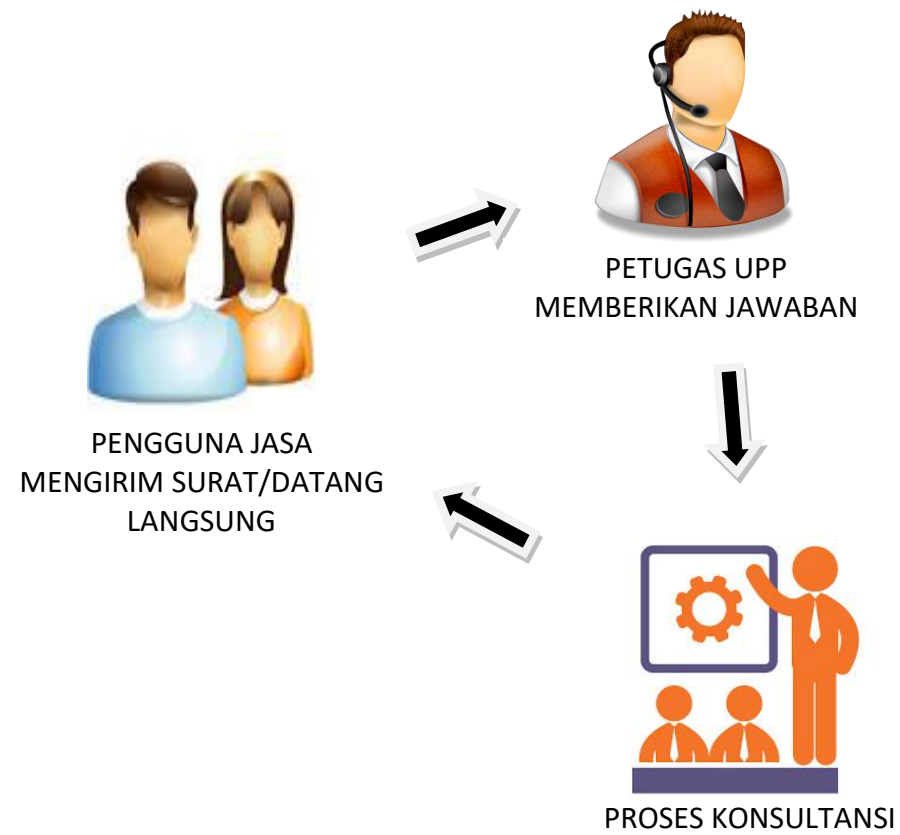 PETUGAS UPP
MEMBERIKAN JAWABAN
PENGGUNA JASA
MENGIRIM SURAT/DATANG
LANGSUNG
PROSES KONSULTANSI